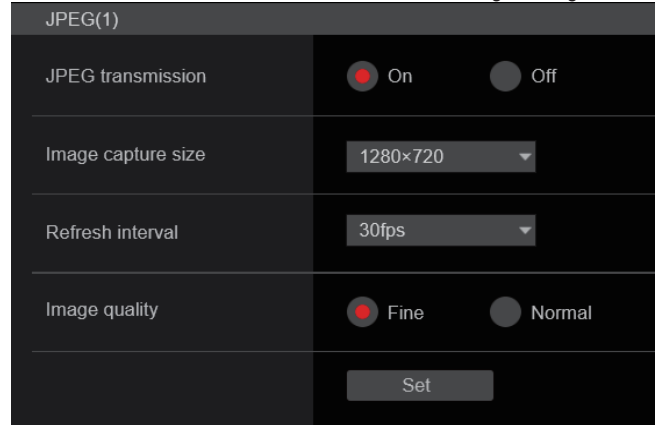 JPEG(1)
JPEG transmission On Off
Image capture size 1280×720
Refresh interval 30fps
Image quality Fine Normal
Set